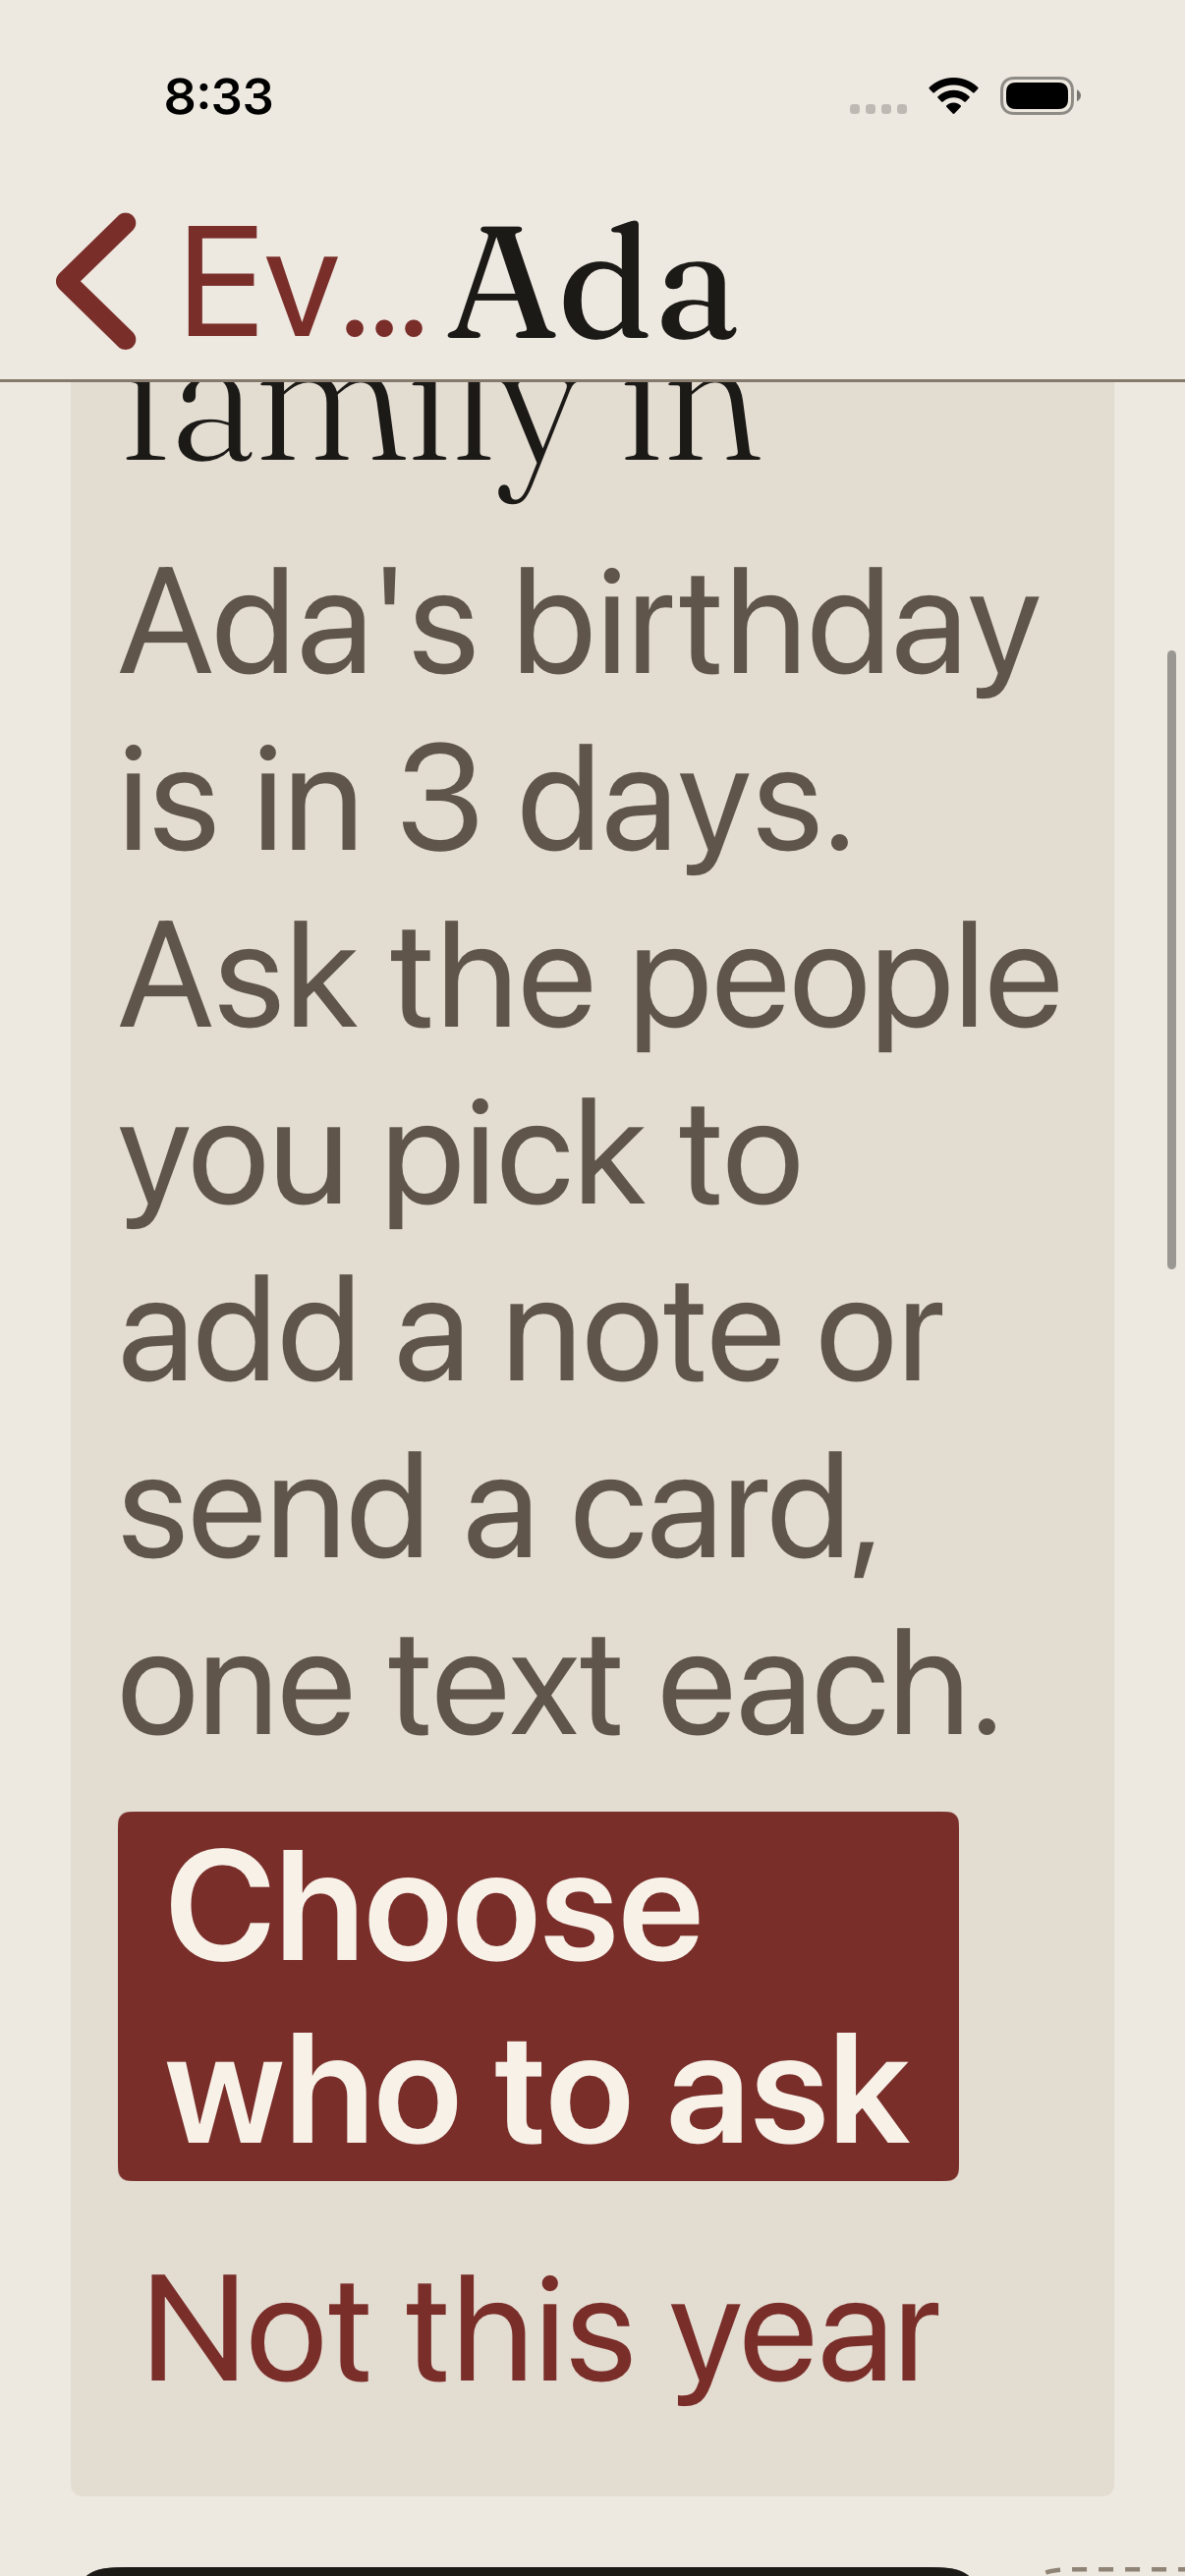 8:33
Ev... Ada
family in
Ada's birthday
is in 3 days.
Ask the people
you pick to
add a note or
send a card,
one text each.
Choose
who to ask
Not this year